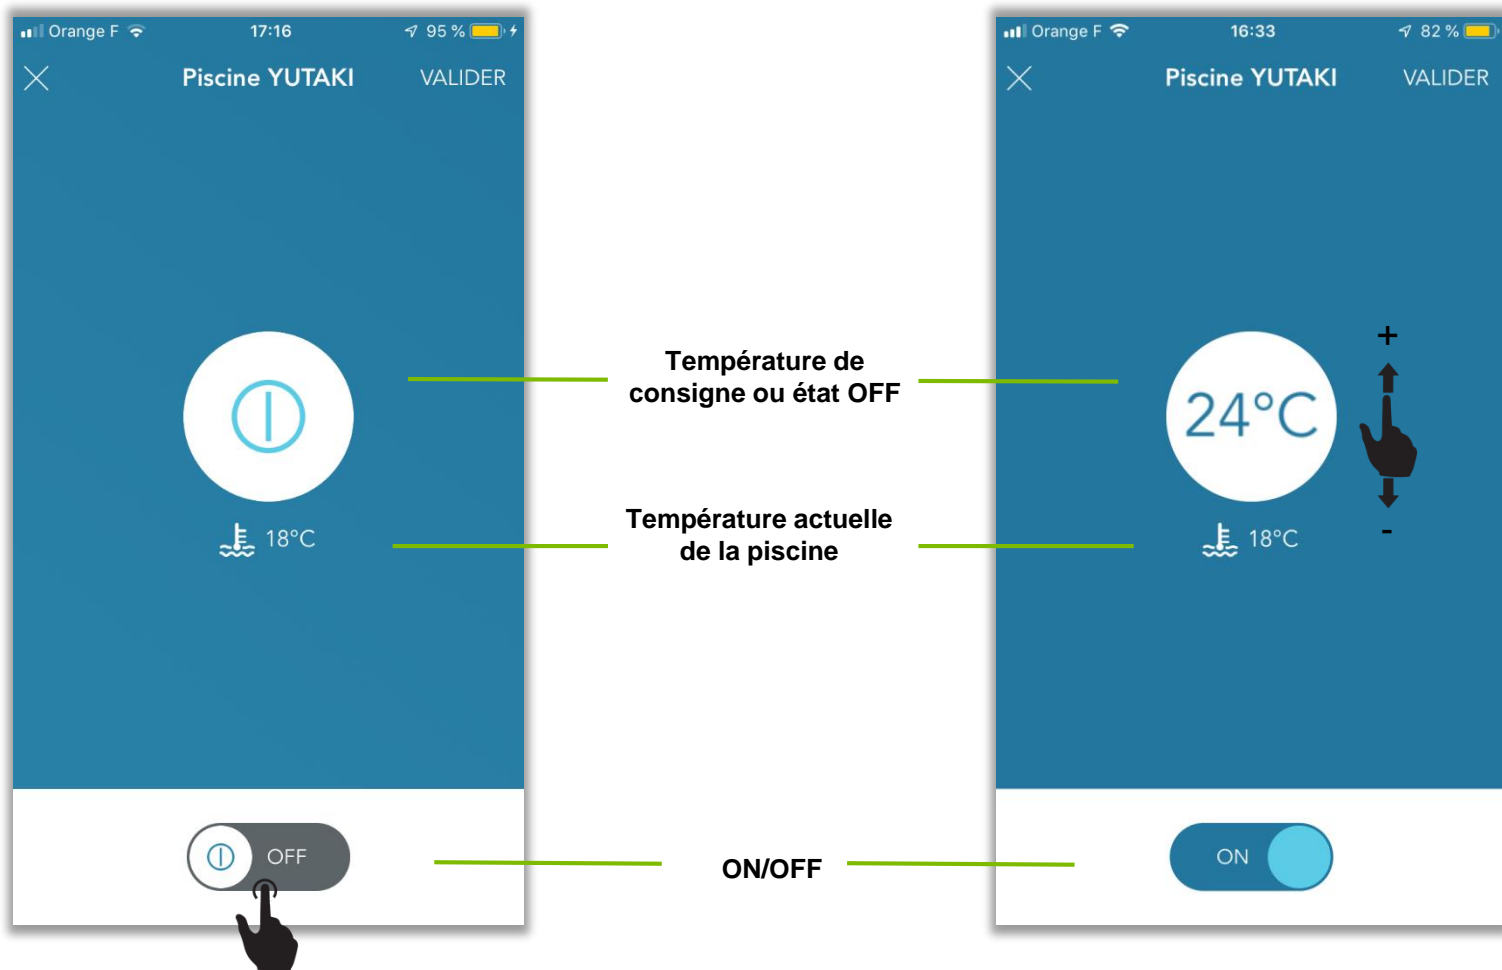 Orange F 17:16 95 %
Piscine YUTAKI VALIDER
18°C
OFF
Température de
consigne ou état OFF
Température actuelle
de la piscine
ON/OFF
Orange F 16:33 82 %
Piscine YUTAKI VALIDER
+
24°C
-
18°C
ON